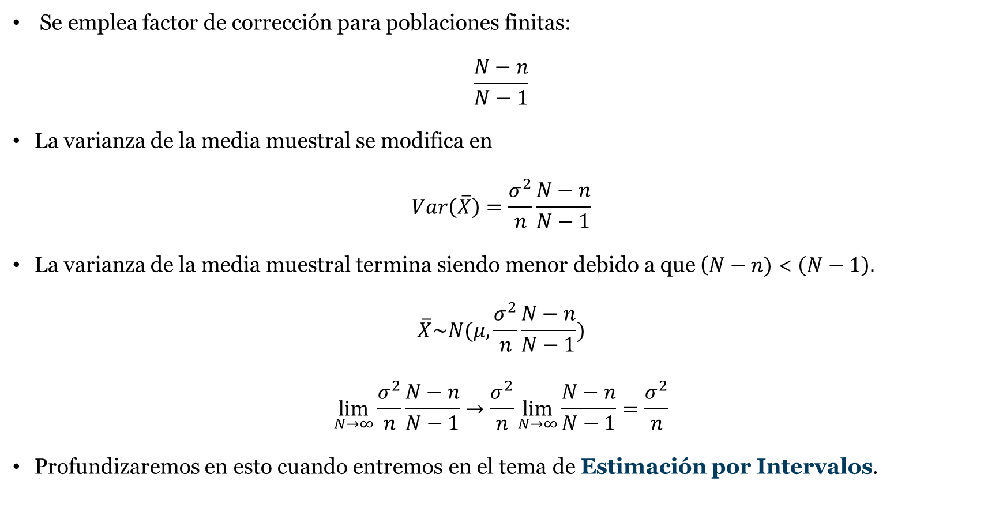 • Se emplea factor de corrección para poblaciones finitas:
$\frac{N-n}{N-1}$
• La varianza de la media muestral se modifica en
$Var(\bar{X}) = \frac{\sigma^2}{n}\frac{N-n}{N-1}$
• La varianza de la media muestral termina siendo menor debido a que $(N-n) < (N-1)$.
$\bar{X} \sim N(\mu, \frac{\sigma^2}{n}\frac{N-n}{N-1})$
$\lim_{N\to\infty} \frac{\sigma^2}{n}\frac{N-n}{N-1} \to \frac{\sigma^2}{n} \lim_{N\to\infty} \frac{N-n}{N-1} = \frac{\sigma^2}{n}$
• Profundizaremos en esto cuando entremos en el tema de Estimación por Intervalos.